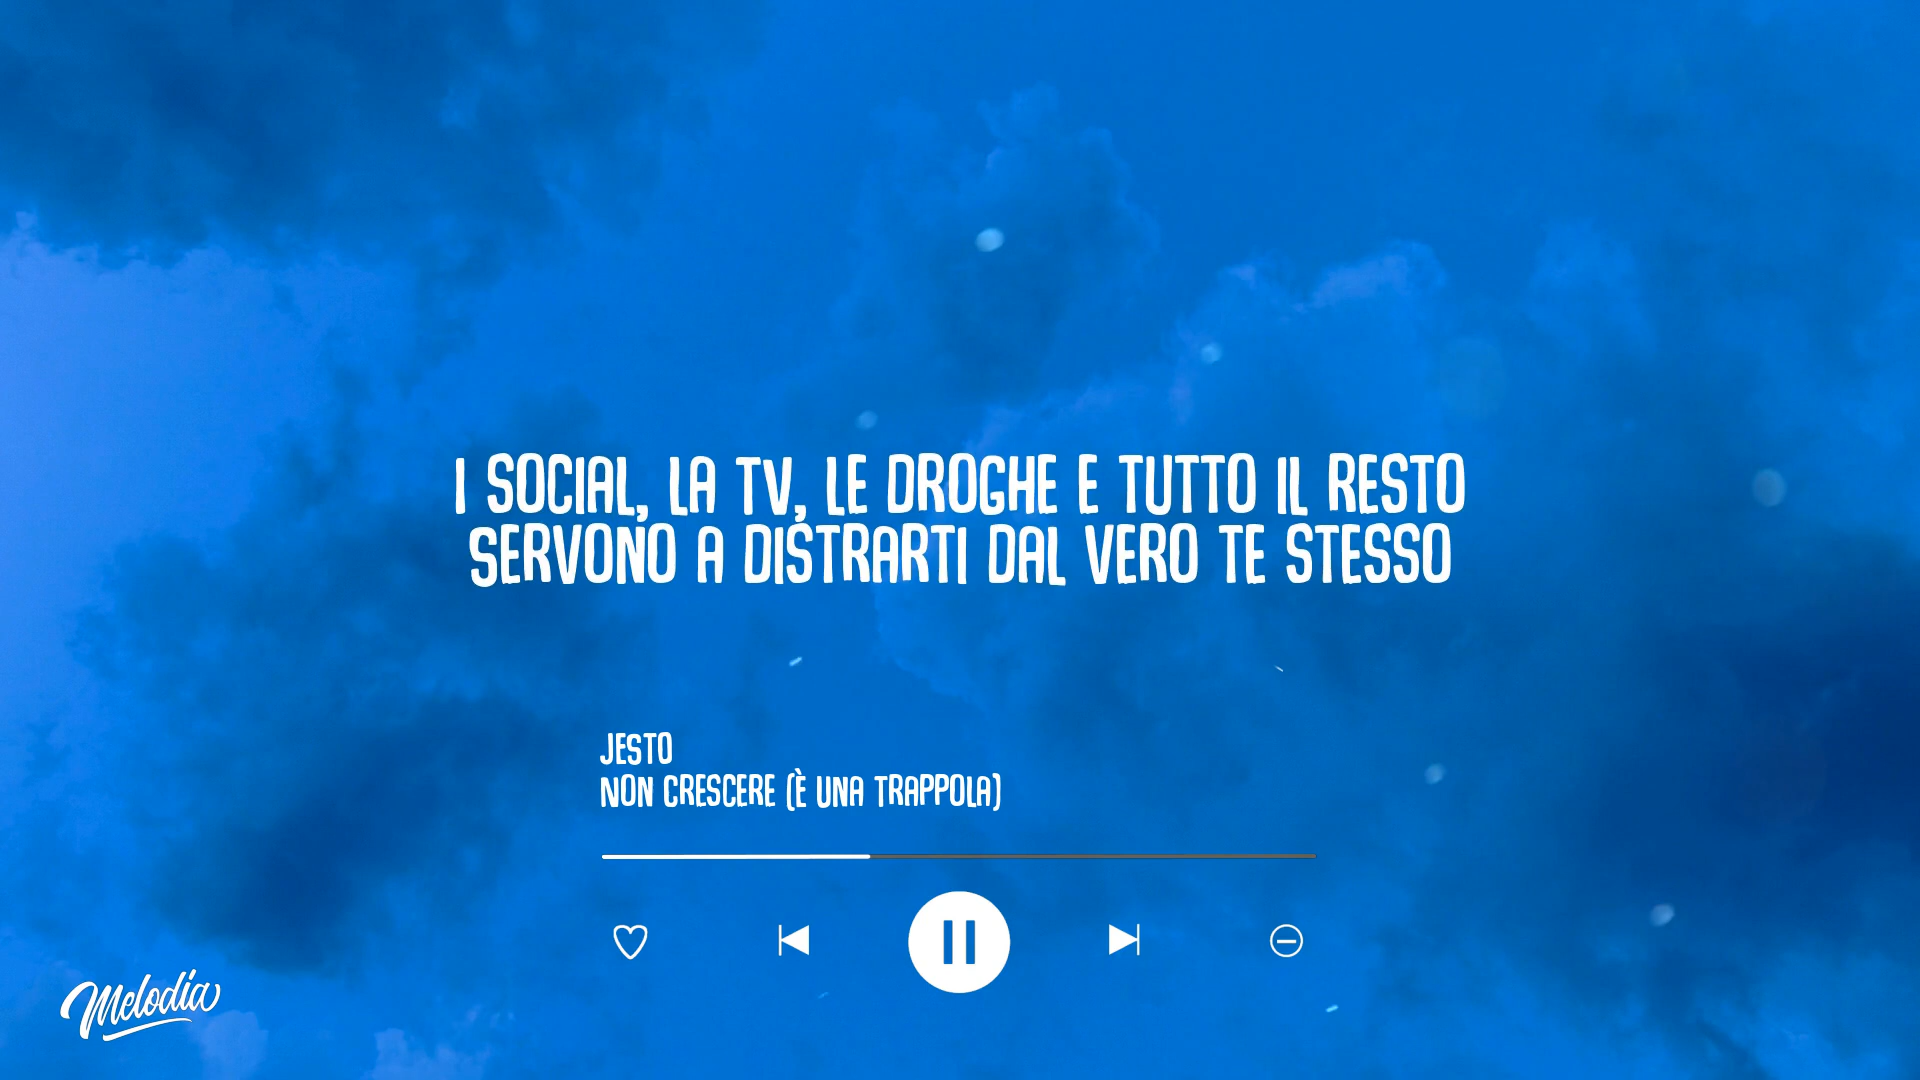 I SOCIAL, LA TV, LE DROGHE E TUTTO IL RESTO
SERVONO A DISTRARTI DAL VERO TE STESSO
JESTO
NON CRESCERE (È UNA TRAPPOLA)
Melodia